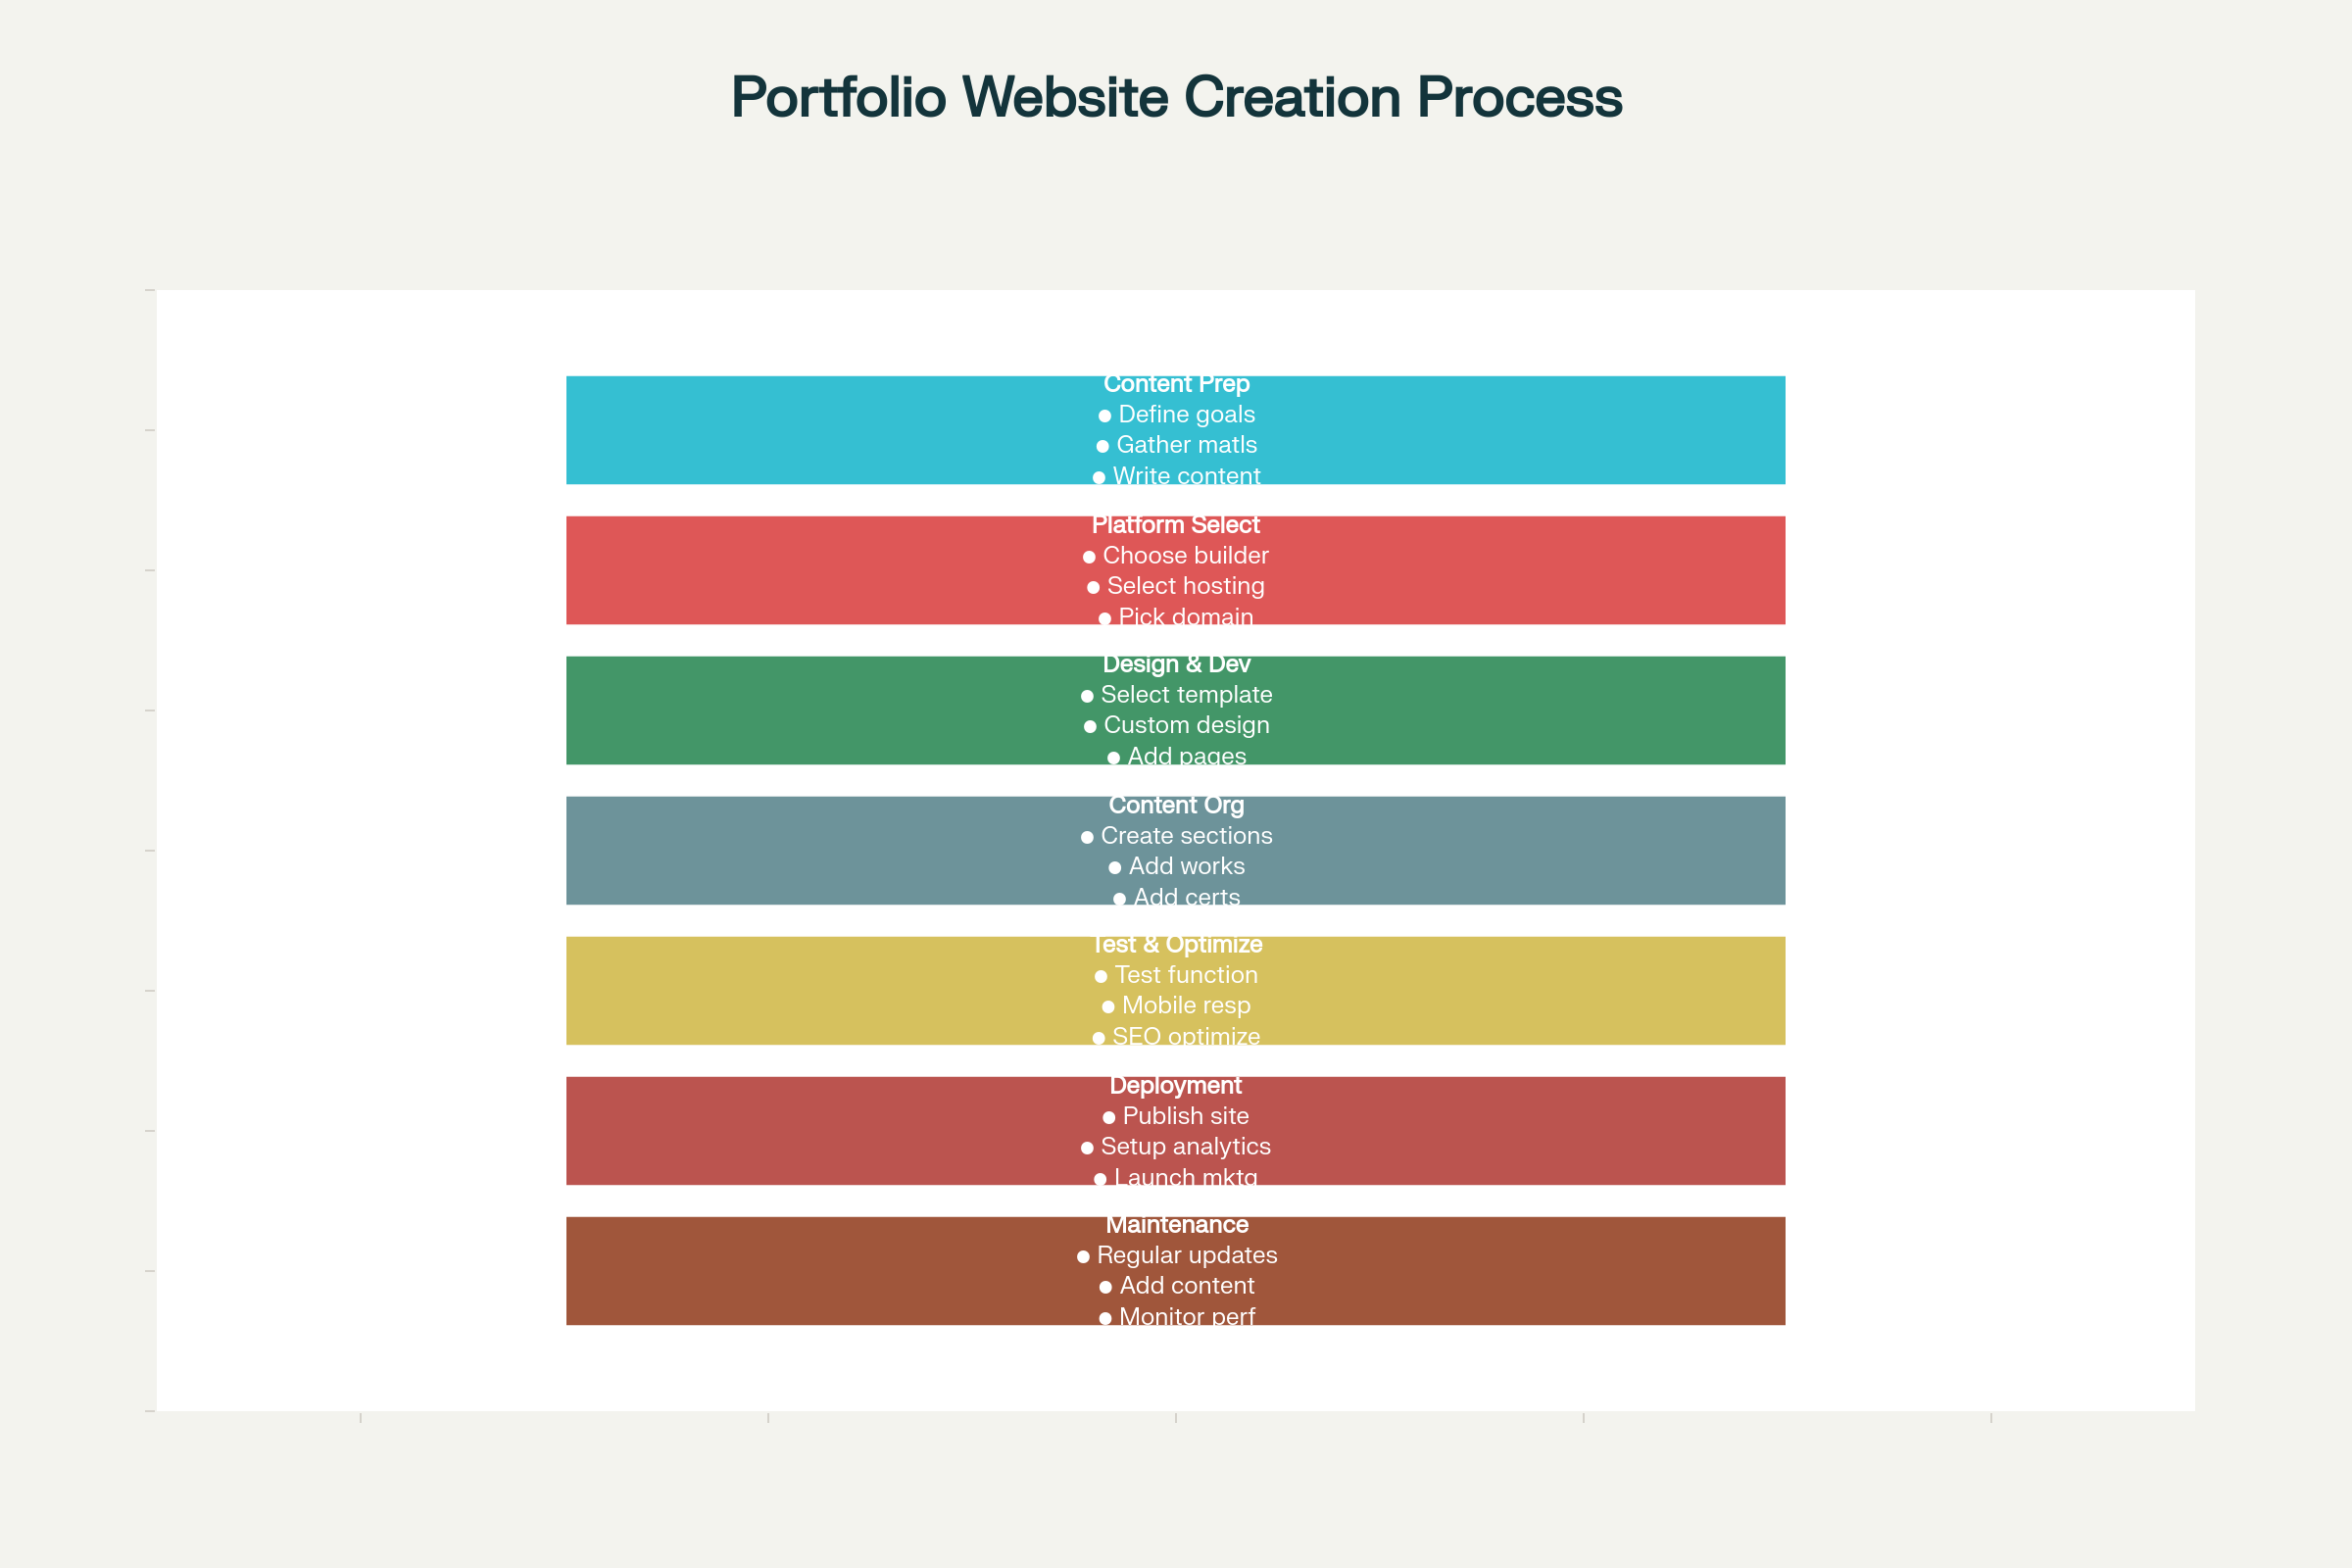 Portfolio Website Creation Process
Content Prep
● Define goals
● Gather matls
● Write content
Platform Select
● Choose builder
● Select hosting
● Pick domain
Design & Dev
● Select template
● Custom design
● Add pages
Content Org
● Create sections
● Add works
● Add certs
Test & Optimize
● Test function
● Mobile resp
● SEO optimize
Deployment
● Publish site
● Setup analytics
● Launch mktg
Maintenance
● Regular updates
● Add content
● Monitor perf